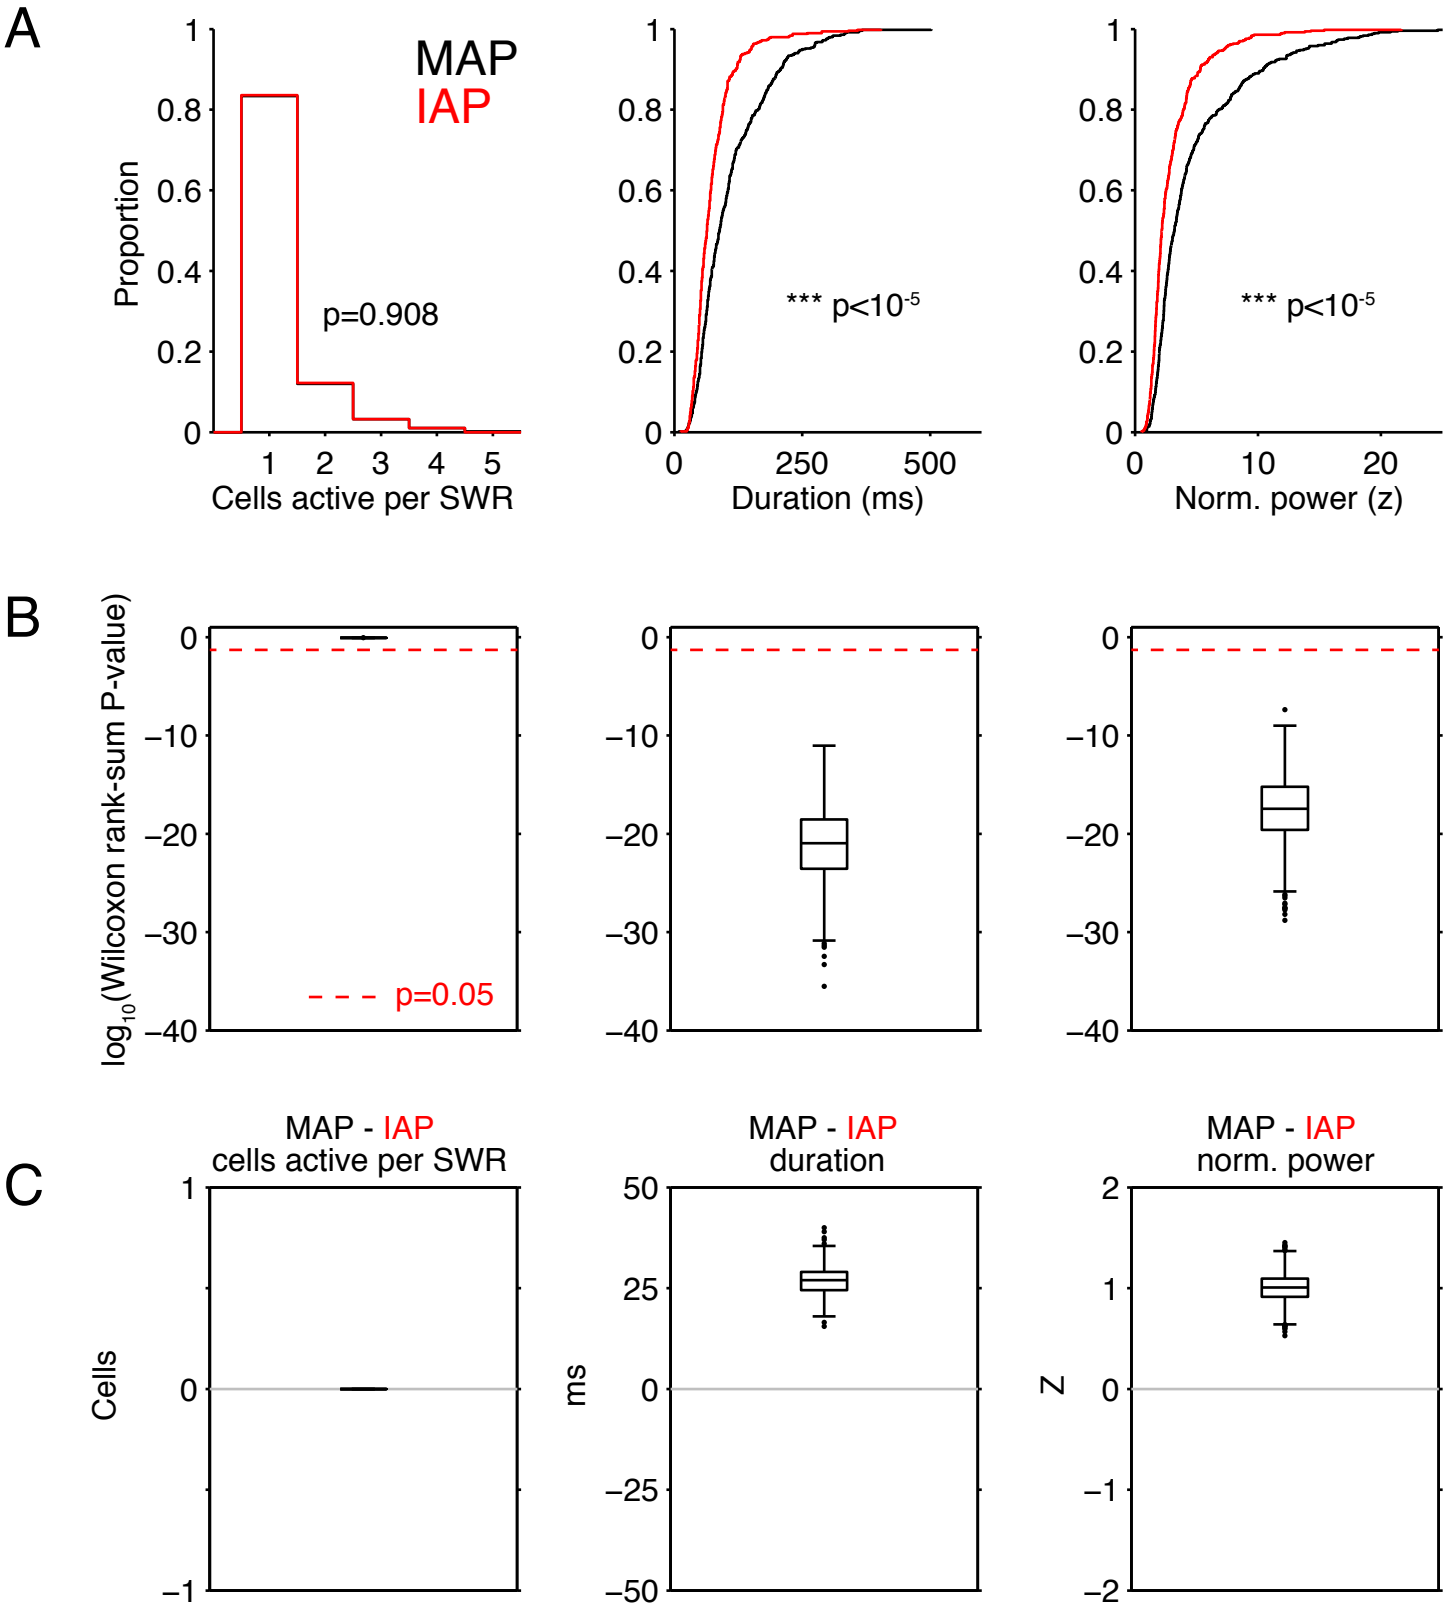 A
MAP
IAP
Proportion
1
0.8
0.6
0.4
0.2
0
p=0.908
1 2 3 4 5
Cells active per SWR
1
0.8
0.6
0.4
0.2
0
*** p<10-5
0 250 500
Duration (ms)
1
0.8
0.6
0.4
0.2
0
*** p<10-5
0 10 20
Norm. power (z)
B
log10(Wilcoxon rank-sum P-value)
0
−10
−20
−30
−40
p=0.05
0
−10
−20
−30
−40
0
−10
−20
−30
−40
C
MAP - IAP
cells active per SWR
Cells
1
0
−1
MAP - IAP
duration
ms
50
25
0
−25
−50
MAP - IAP
norm. power
Z
2
1
0
−1
−2